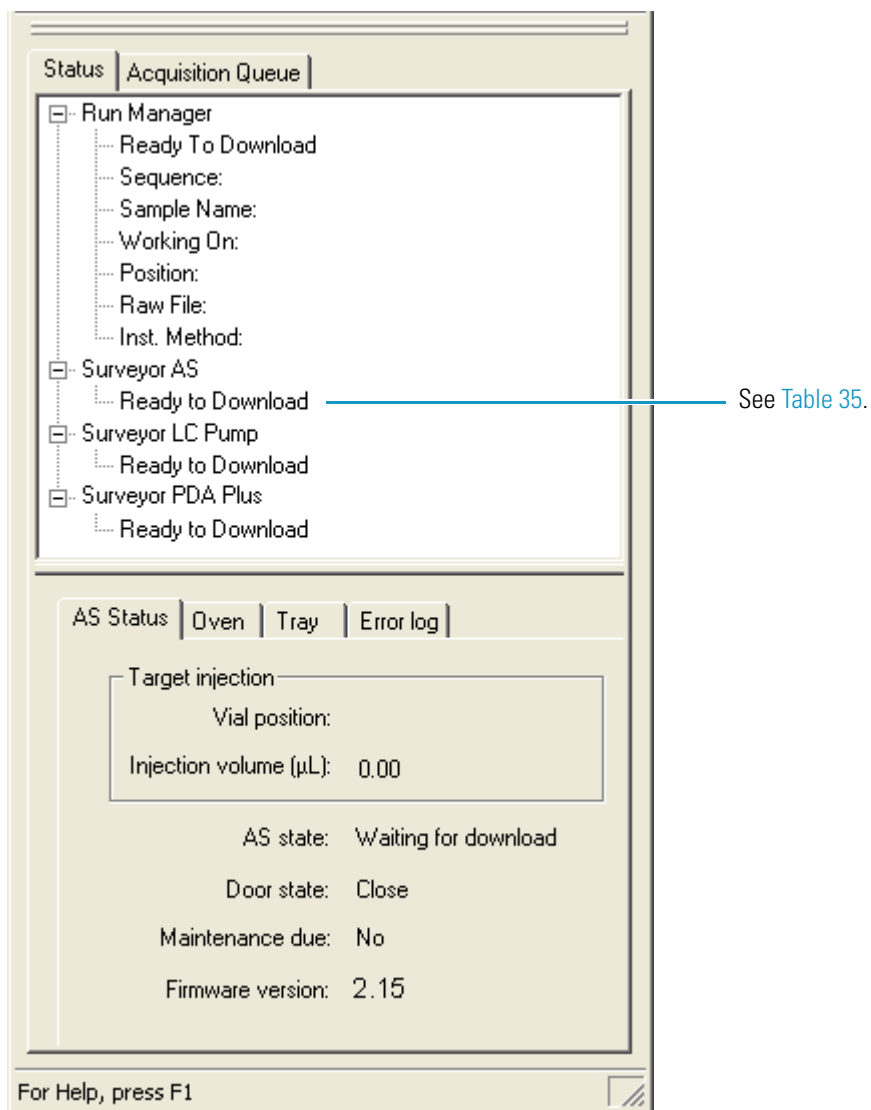 Status Acquisition Queue
Run Manager
Ready To Download
Sequence:
Sample Name:
Working On:
Position:
Raw File:
Inst. Method:
Surveyor AS
Ready to Download See Table 35.
Surveyor LC Pump
Ready to Download
Surveyor PDA Plus
Ready to Download
AS Status Oven Tray Error log
Target injection
Vial position:
Injection volume (µL): 0.00
AS state: Waiting for download
Door state: Close
Maintenance due: No
Firmware version: 2.15
For Help, press F1